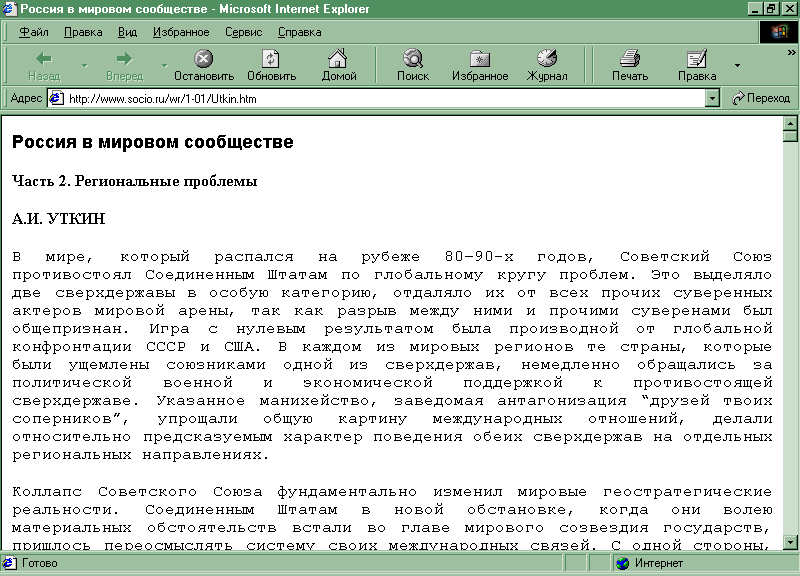 Россия в мировом сообществе - Microsoft Internet Explorer
Файл Правка Вид Избранное Сервис Справка
Назад Вперед Остановить Обновить Домой Поиск Избранное Журнал Печать Правка
Адрес http://www.socio.ru/wr/1-01/Utkin.htm Переход
Россия в мировом сообществе
Часть 2. Региональные проблемы
А.И. УТКИН
В мире, который распался на рубеже 80-90-х годов, Советский Союз
противостоял Соединенным Штатам по глобальному кругу проблем. Это выделяло
две сверхдержавы в особую категорию, отдаляло их от всех прочих суверенных
актеров мировой арены, так как разрыв между ними и прочими суверенами был
общепризнан. Игра с нулевым результатом была производной от глобальной
конфронтации СССР и США. В каждом из мировых регионов те страны, которые
были ущемлены союзниками одной из сверхдержав, немедленно обращались за
политической военной и экономической поддержкой к противостоящей
сверхдержаве. Указанное манихейство, заведомая антагонизация “друзей твоих
соперников”, упрощали общую картину международных отношений, делали
относительно предсказуемым характер поведения обеих сверхдержав на отдельных
региональных направлениях.
Коллапс Советского Союза фундаментально изменил мировые геостратегические
реальности. Соединенным Штатам в новой обстановке, когда они волею
материальных обстоятельств встали во главе мирового созвездия государств,
пришлось переосмыслять систему своих международных связей. С одной стороны,
Готово Интернет